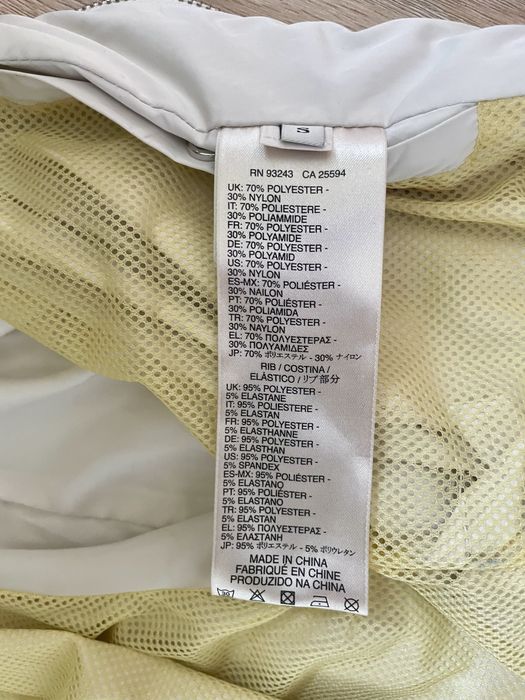 S
RN 93243 CA 25594
UK: 70% POLYESTER -
30% NYLON
IT: 70% POLIESTERE -
30% POLIAMMIDE
FR: 70% POLYESTER -
30% POLYAMIDE
DE: 70% POLYESTER -
30% POLYAMID
US: 70% POLYESTER -
30% NYLON
ES-MX: 70% POLIÉSTER -
30% NAILON
PT: 70% POLIÉSTER -
30% POLIAMIDA
TR: 70% POLYESTER -
30% NAYLON
EL: 70% ΠΟΛΥΕΣΤΕΡΑΣ -
30% ΠΟΛΥΑΜΙΔΕΣ
JP: 70% ポリエステル - 30% ナイロン
RIB / COSTINA /
ELÁSTICO / リブ部分
UK: 95% POLYESTER -
5% ELASTANE
IT: 95% POLIESTERE -
5% ELASTAN
FR: 95% POLYESTER -
5% ELASTHANNE
DE: 95% POLYESTER -
5% ELASTHAN
US: 95% POLYESTER -
5% SPANDEX
ES-MX: 95% POLIÉSTER -
5% ELASTANO
PT: 95% POLIÉSTER -
5% ELASTANO
TR: 95% POLYESTER -
5% ELASTAN
EL: 95% ΠΟΛΥΕΣΤΕΡΑΣ -
5% ΕΛΑΣΤΑΝΗ
JP: 95% ポリエステル - 5% ポリウレタン
MADE IN CHINA
FABRIQUÉ EN CHINE
PRODUZIDO NA CHINA
30